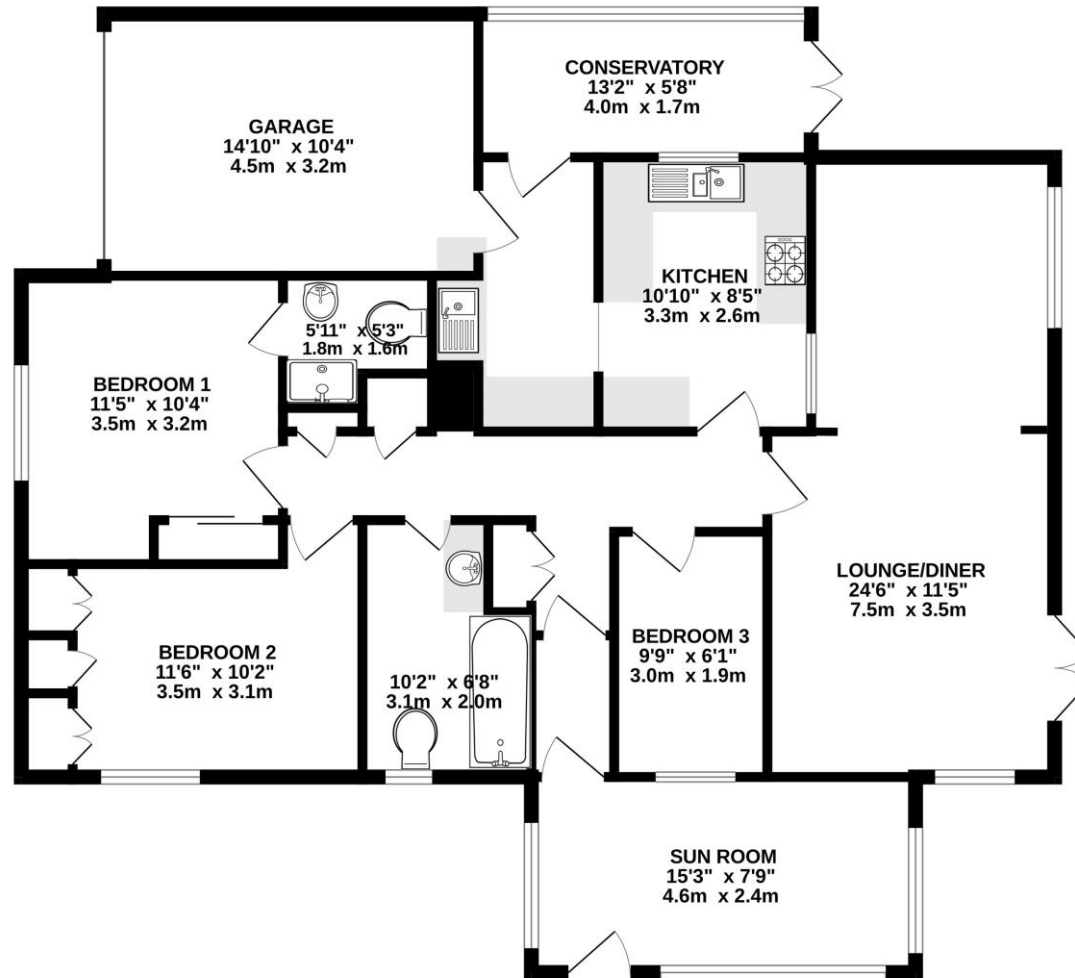 CONSERVATORY
13'2" x 5'8"
4.0m x 1.7m
GARAGE
14'10" x 10'4"
4.5m x 3.2m
KITCHEN
10'10" x 8'5"
3.3m x 2.6m
5'11" x 5'3"
1.8m x 1.6m
BEDROOM 1
11'5" x 10'4"
3.5m x 3.2m
LOUNGE/DINER
24'6" x 11'5"
7.5m x 3.5m
BEDROOM 2
11'6" x 10'2"
3.5m x 3.1m
10'2" x 6'8"
3.1m x 2.0m
BEDROOM 3
9'9" x 6'1"
3.0m x 1.9m
SUN ROOM
15'3" x 7'9"
4.6m x 2.4m